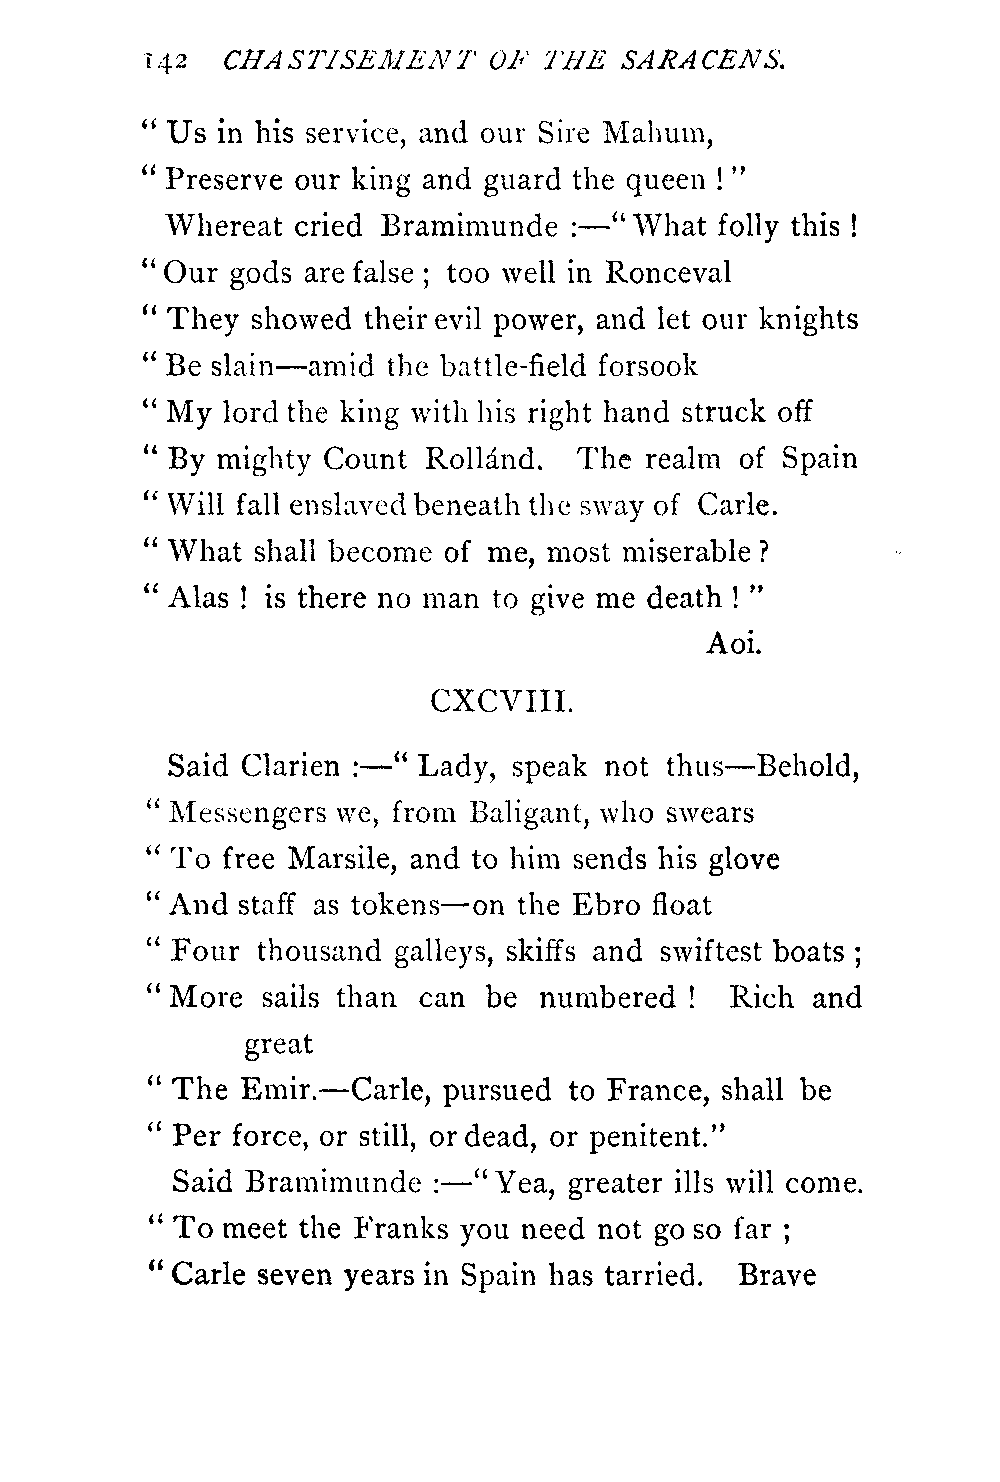 142 CHASTISEMENT OF THE SARACENS.
“ Us in his service, and our Sire Mahum,
“ Preserve our king and guard the queen ! ”
Whereat cried Bramimunde :—“ What folly this !
“ Our gods are false ; too well in Ronceval
“ They showed their evil power, and let our knights
“ Be slain—amid the battle-field forsook
“ My lord the king with his right hand struck off
“ By mighty Count Rollánd. The realm of Spain
“ Will fall enslaved beneath the sway of Carle.
“ What shall become of me, most miserable ?
“ Alas ! is there no man to give me death ! ”
Aoi.
CXCVIII.
Said Clarien :—“ Lady, speak not thus—Behold,
“ Messengers we, from Baligant, who swears
“ To free Marsile, and to him sends his glove
“ And staff as tokens—on the Ebro float
“ Four thousand galleys, skiffs and swiftest boats ;
“ More sails than can be numbered ! Rich and
great
“ The Emir.—Carle, pursued to France, shall be
“ Per force, or still, or dead, or penitent.”
Said Bramimunde :—“ Yea, greater ills will come.
“ To meet the Franks you need not go so far ;
“ Carle seven years in Spain has tarried. Brave